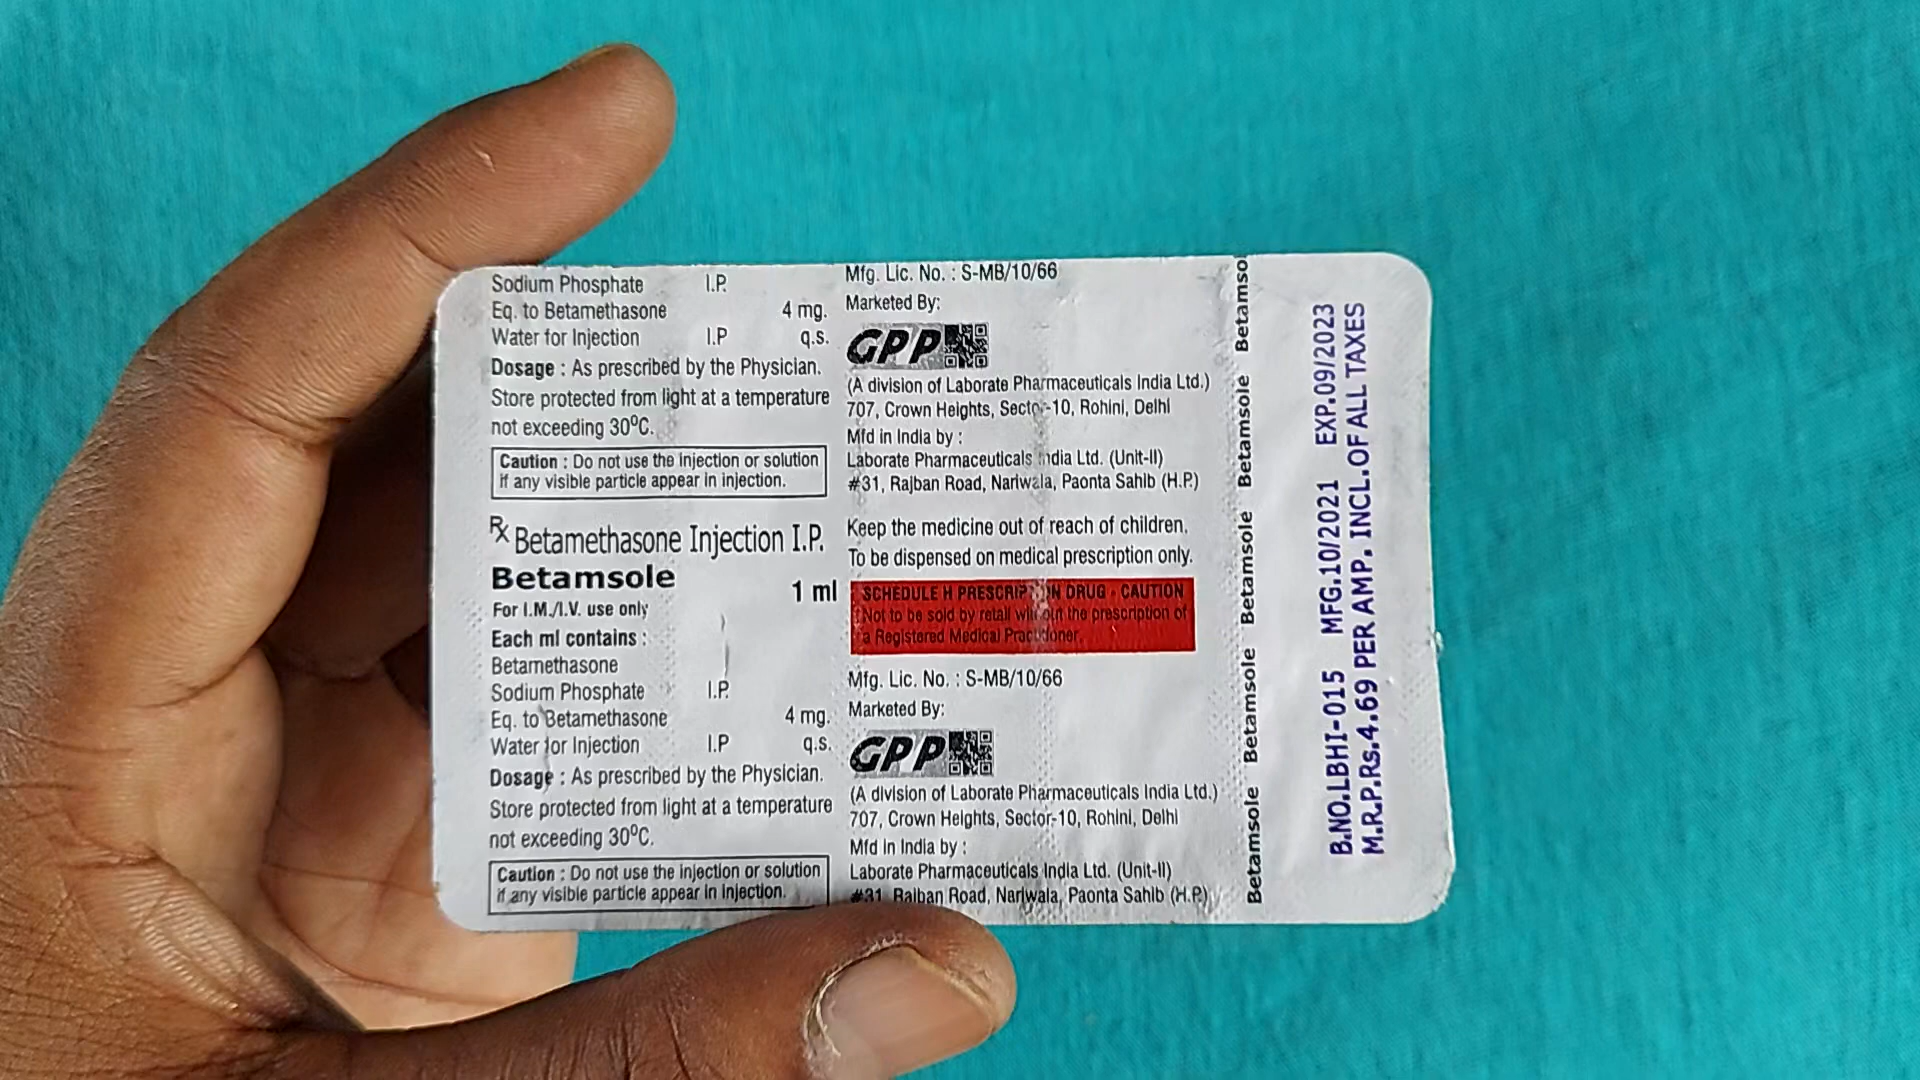 Sodium Phosphate I.P.
Eq. to Betamethasone 4 mg.
Water for Injection I.P q.s.
Dosage : As prescribed by the Physician.
Store protected from light at a temperature
not exceeding 30⁰C.
Caution : Do not use the injection or solution
if any visible particle appear in injection.
Rx Betamethasone Injection I.P.
Betamsole
1 ml
For I.M./I.V. use only
Each ml contains :
Betamethasone
Sodium Phosphate I.P.
Eq. to Betamethasone 4 mg.
Water for Injection I.P q.s.
Dosage : As prescribed by the Physician.
Store protected from light at a temperature
not exceeding 30⁰C.
Caution : Do not use the injection or solution
if any visible particle appear in injection.
Mfg. Lic. No. : S-MB/10/66
Marketed By:
GPP
(A division of Laborate Pharmaceuticals India Ltd.)
707, Crown Heights, Sector-10, Rohini, Delhi
Mfd in India by :
Laborate Pharmaceuticals India Ltd. (Unit-II)
#31, Rajban Road, Nariwala, Paonta Sahib (H.P.)
Keep the medicine out of reach of children.
To be dispensed on medical prescription only.
SCHEDULE H PRESCRIPTION DRUG - CAUTION
Not to be sold by retail without the prescription of
a Registered Medical Practitioner.
Mfg. Lic. No. : S-MB/10/66
Marketed By:
GPP
(A division of Laborate Pharmaceuticals India Ltd.)
707, Crown Heights, Sector-10, Rohini, Delhi
Mfd in India by :
Laborate Pharmaceuticals India Ltd. (Unit-II)
#31, Rajban Road, Nariwala, Paonta Sahib (H.P.)
Betamsole Betamsole Betamsole Betamsole Betamso
B.NO.LBHI-015 MFG.10/2021 EXP.09/2023
M.R.P.Rs.4.69 PER AMP. INCL.OF ALL TAXES